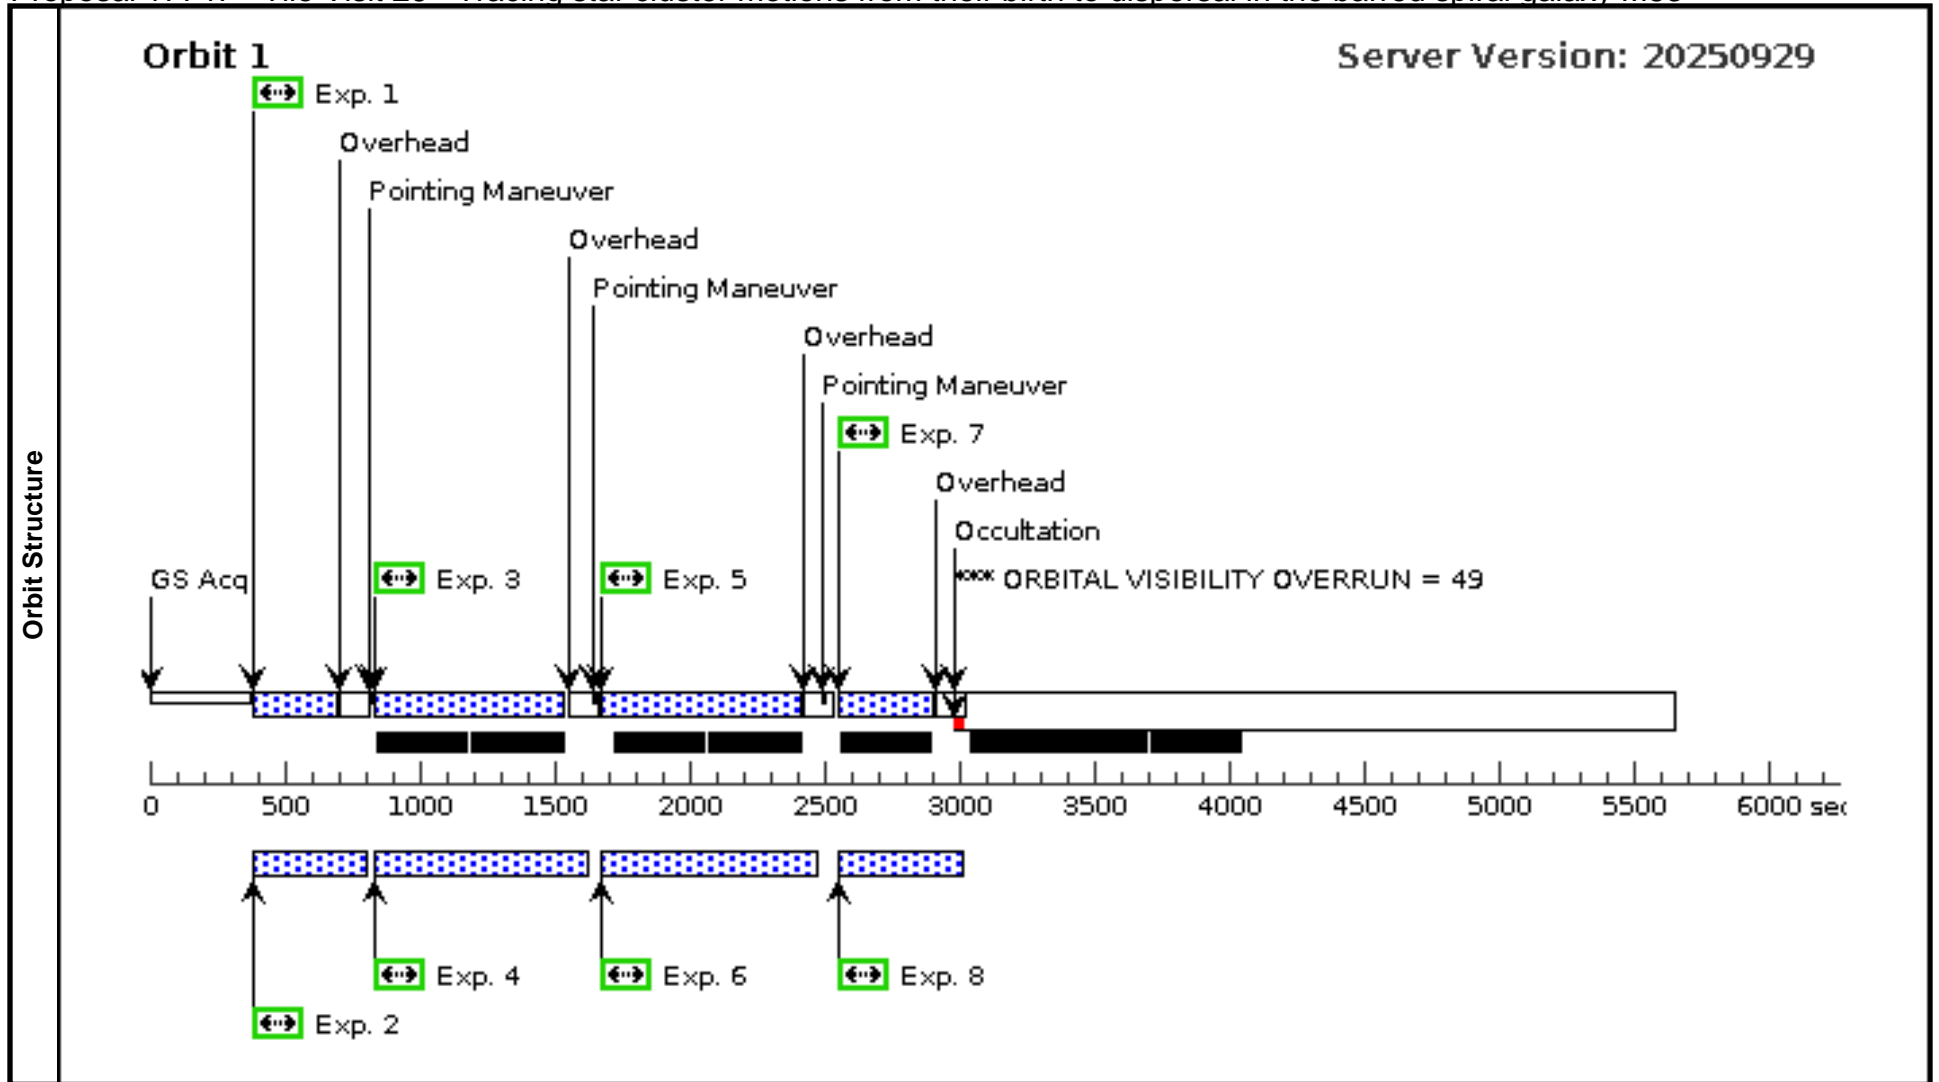 Orbit 1
Server Version: 20250929
Exp. 1
Overhead
Pointing Maneuver
Overhead
Pointing Maneuver
Overhead
Pointing Maneuver
Exp. 7
Overhead
Occultation
GS Acq
Exp. 3
Exp. 5
**** ORBITAL VISIBILITY OVERRUN = 49
Orbit Structure
0 500 1000 1500 2000 2500 3000 3500 4000 4500 5000 5500 6000
Exp. 4
Exp. 6
Exp. 8
Exp. 2